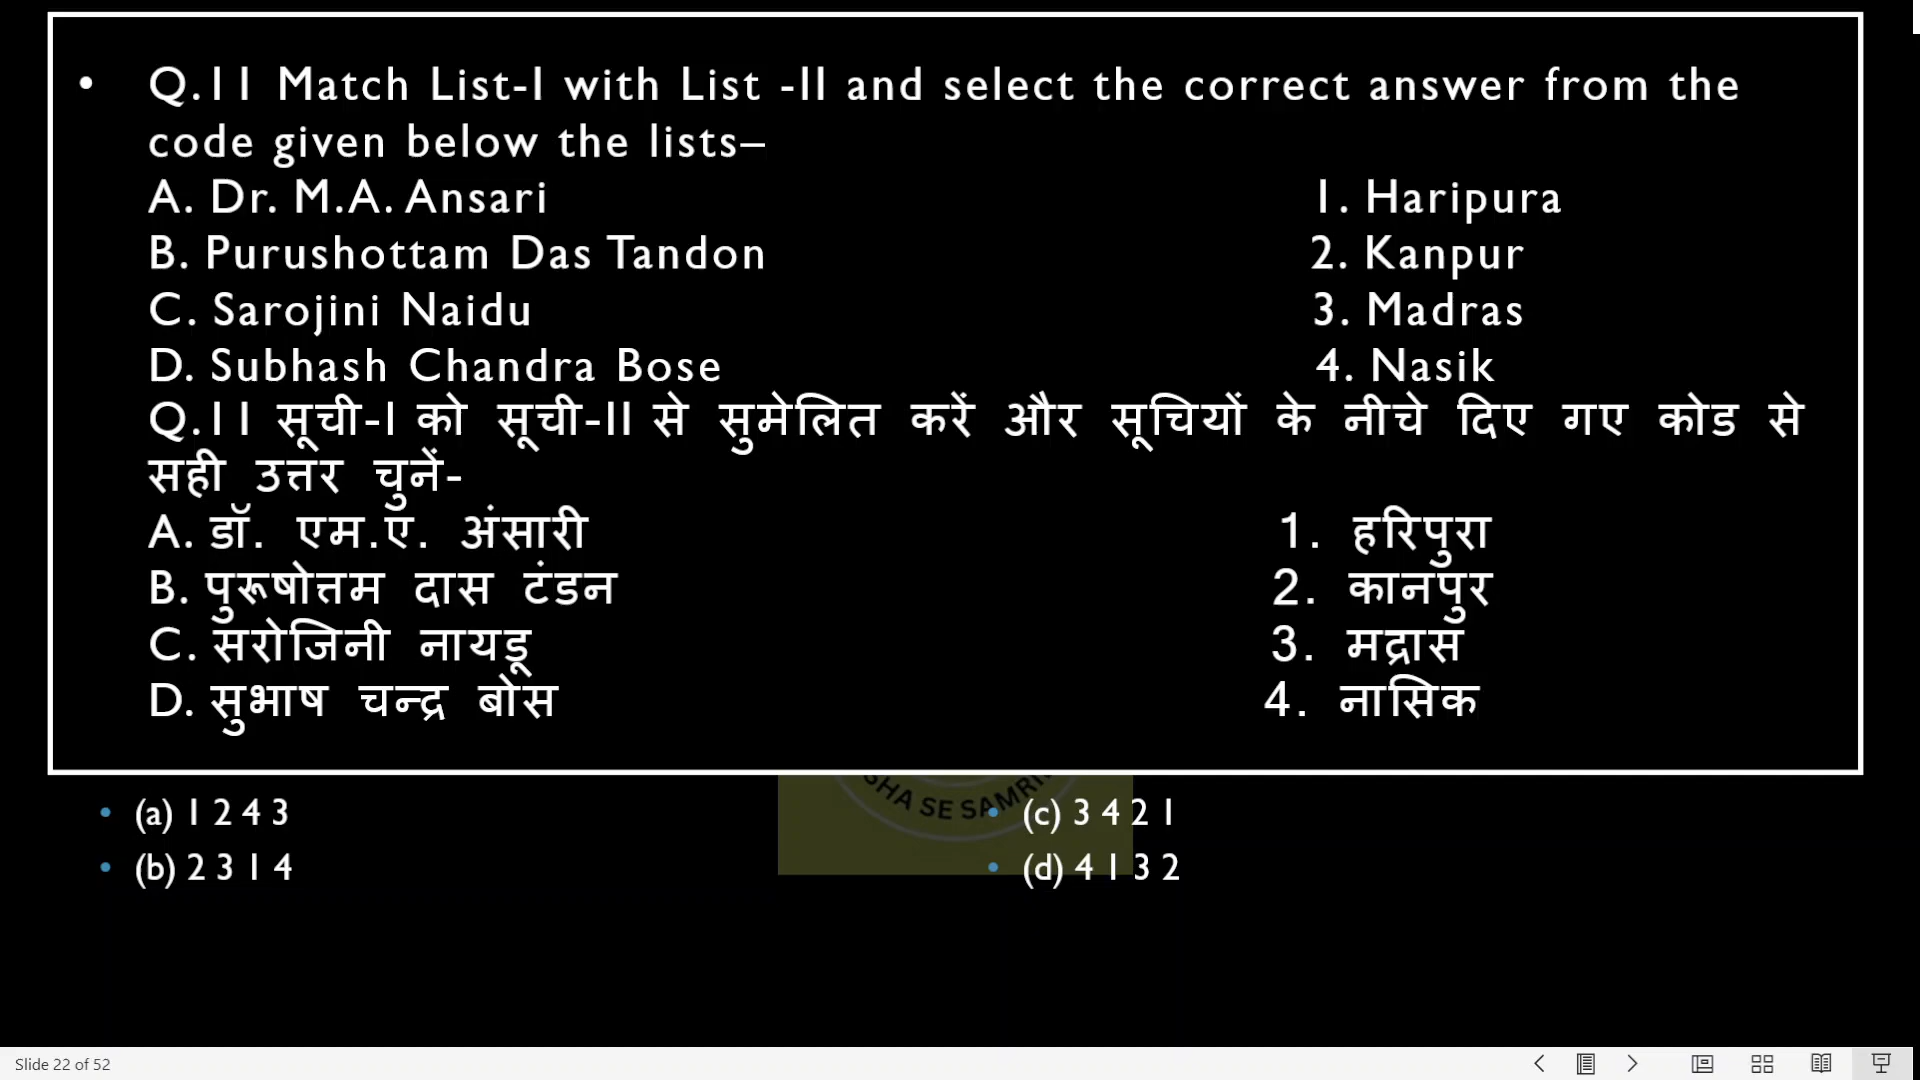 • Q.11 Match List-I with List -II and select the correct answer from the
code given below the lists–
A. Dr. M.A. Ansari 1. Haripura
B. Purushottam Das Tandon 2. Kanpur
C. Sarojini Naidu 3. Madras
D. Subhash Chandra Bose 4. Nasik
Q.11 सूची-I को सूची-II से सुमेलित करें और सूचियों के नीचे दिए गए कोड से
सही उत्तर चुनें-
A. डॉ. एम.ए. अंसारी 1. हरिपुरा
B. पुरूषोत्तम दास टंडन 2. कानपुर
C. सरोजिनी नायडू 3. मद्रास
D. सुभाष चन्द्र बोस 4. नासिक
SHA SE SAMRI
• (a) 1 2 4 3 • (c) 3 4 2 1
• (b) 2 3 1 4 • (d) 4 1 3 2
Slide 22 of 52